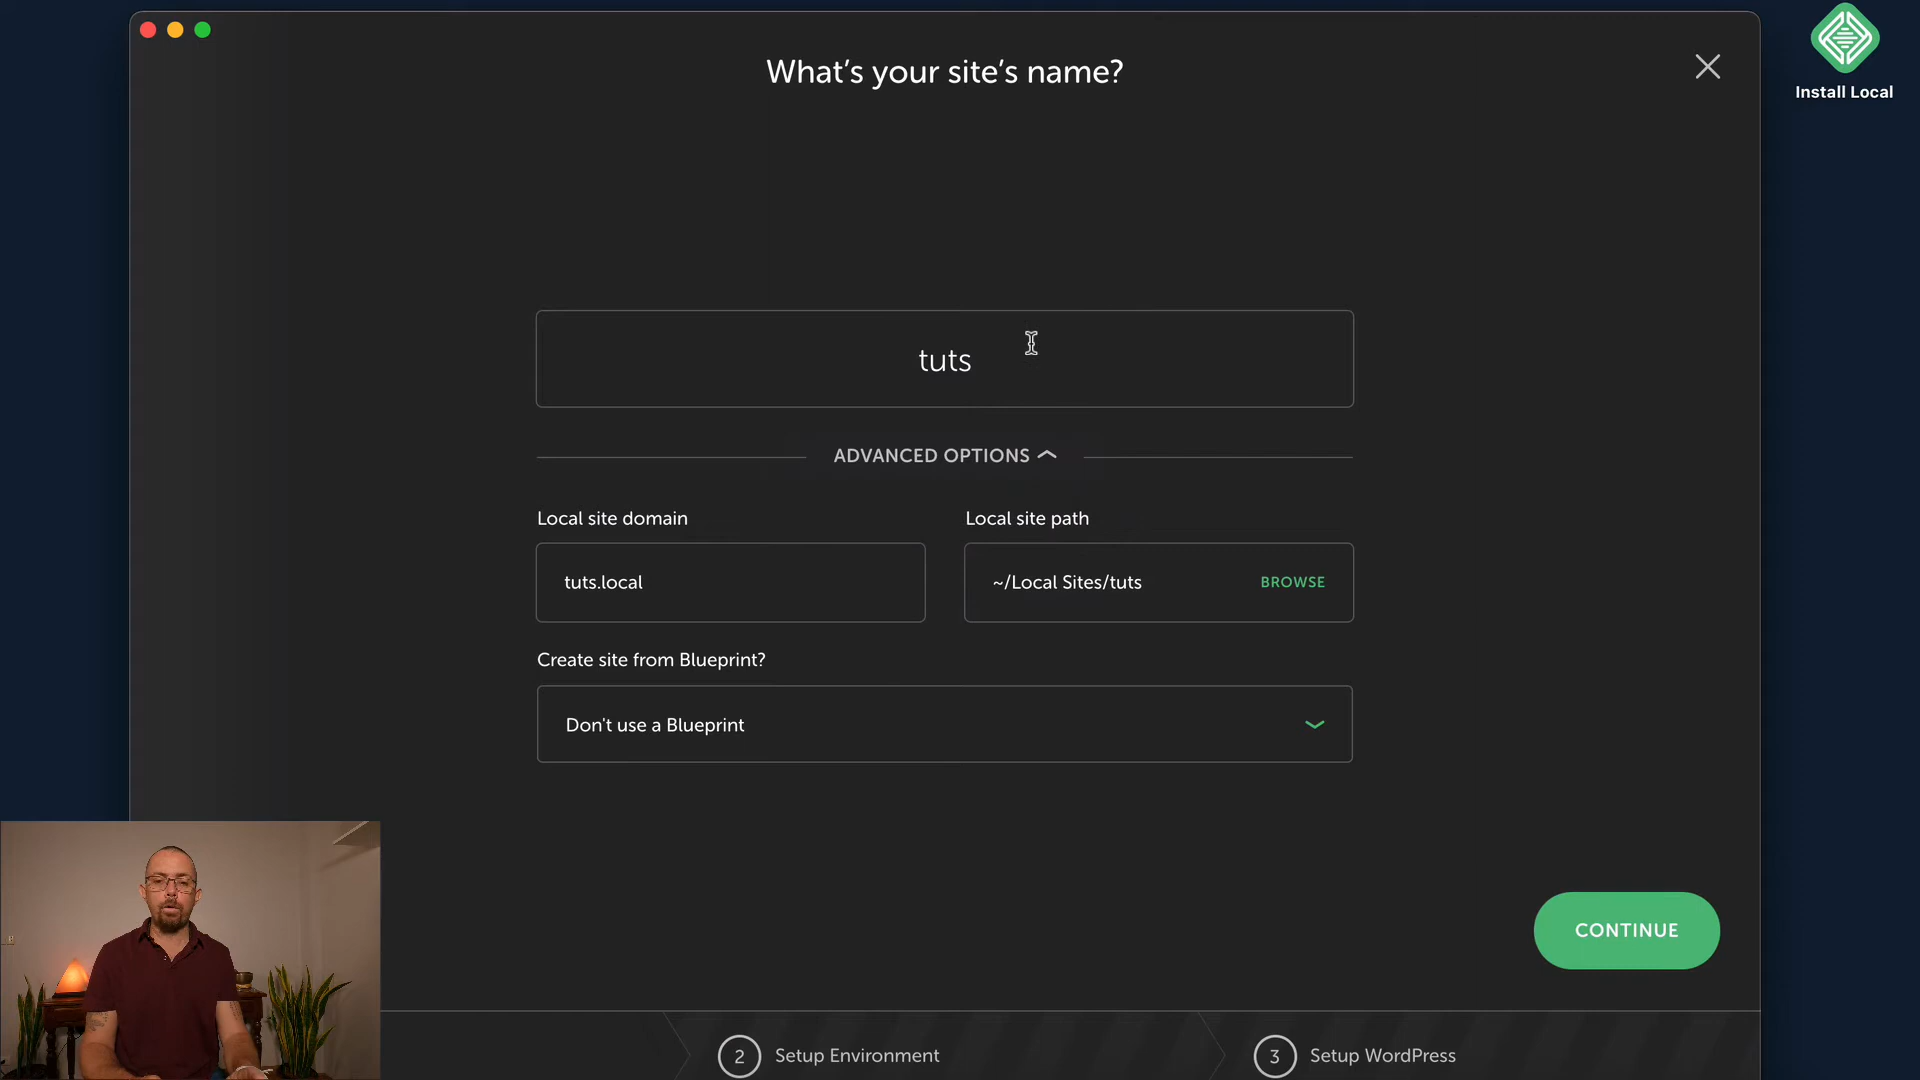 What's your site's name?
Install Local
tuts
ADVANCED OPTIONS
Local site domain
Local site path
tuts.local
~/Local Sites/tuts
BROWSE
Create site from Blueprint?
Don't use a Blueprint
CONTINUE
2 Setup Environment
3 Setup WordPress